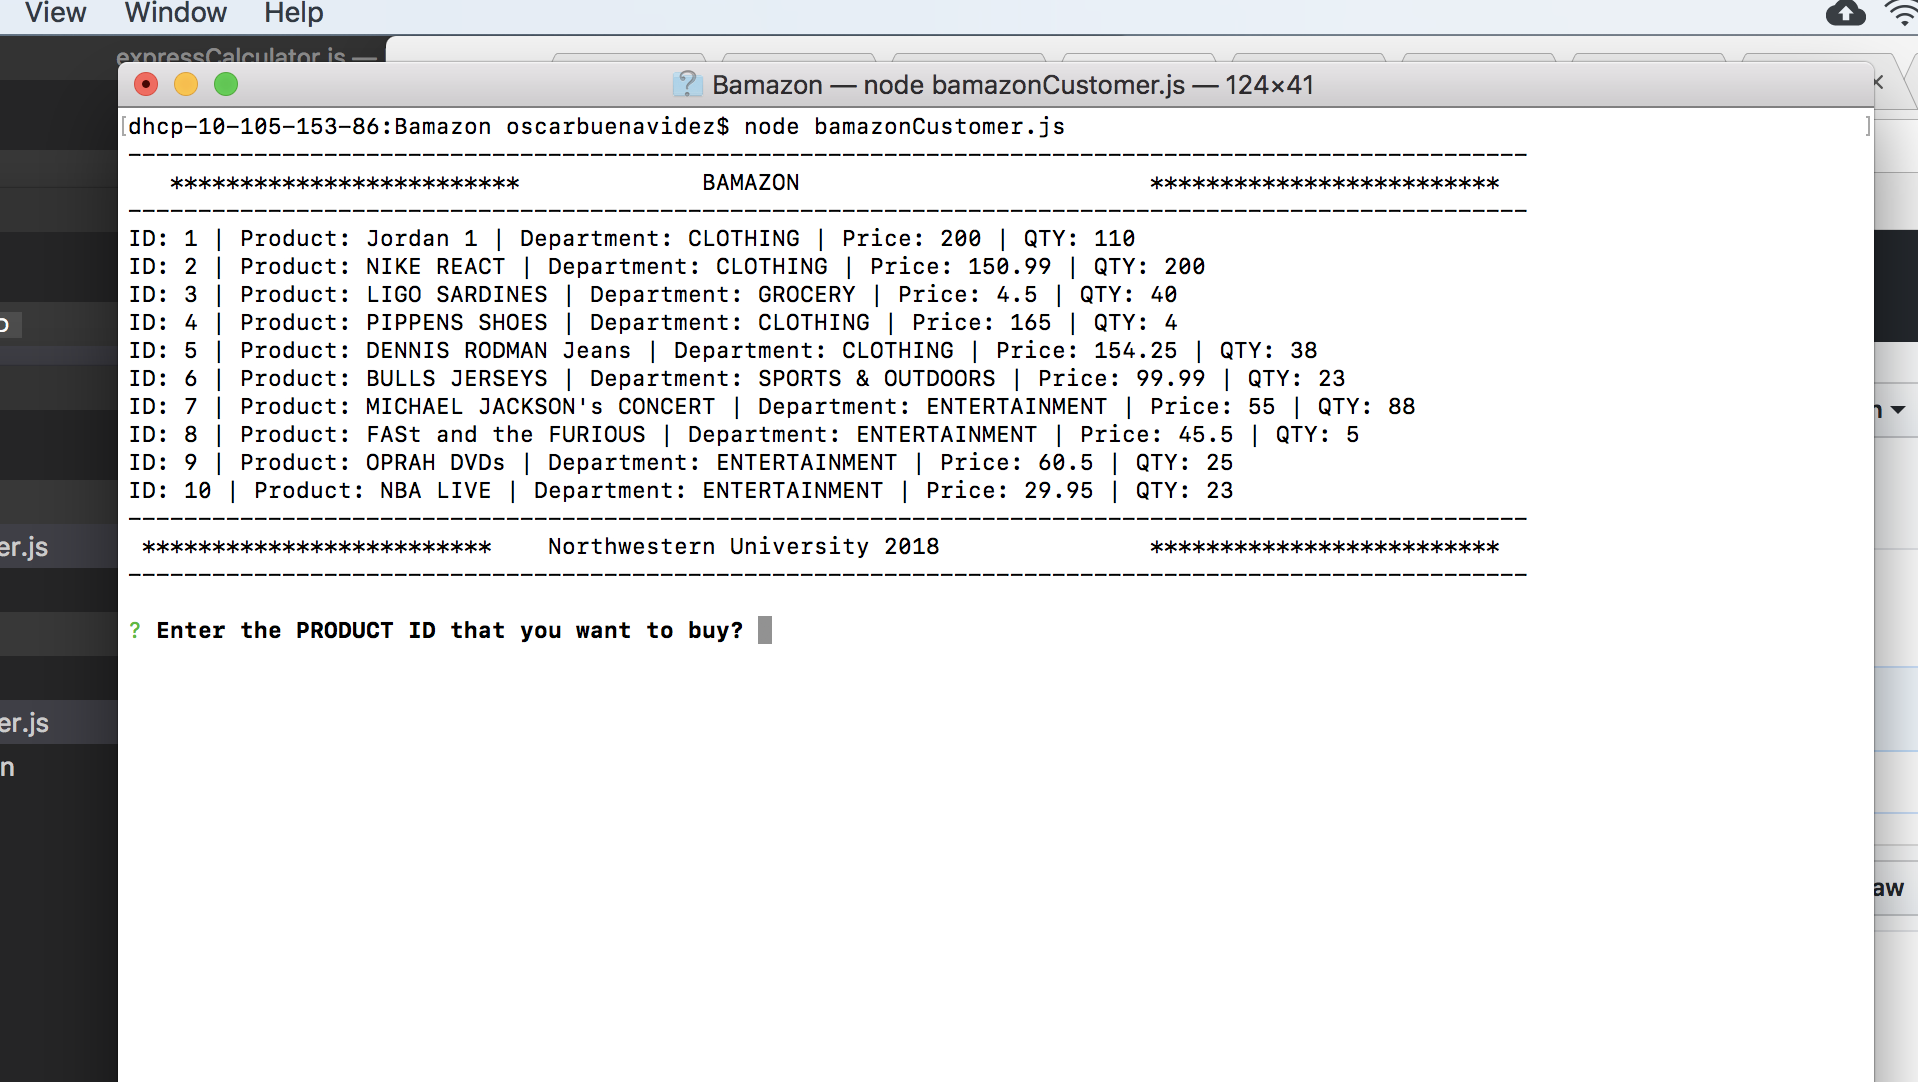 View Window Help
expressCalculator.js —
Bamazon — node bamazonCustomer.js — 124×41
[dhcp-10-105-153-86:Bamazon oscarbuenavidez$ node bamazonCustomer.js ]
----------------------------------------------------------------------------------------------------
************************* BAMAZON *************************
----------------------------------------------------------------------------------------------------
ID: 1 | Product: Jordan 1 | Department: CLOTHING | Price: 200 | QTY: 110
ID: 2 | Product: NIKE REACT | Department: CLOTHING | Price: 150.99 | QTY: 200
ID: 3 | Product: LIGO SARDINES | Department: GROCERY | Price: 4.5 | QTY: 40
ID: 4 | Product: PIPPENS SHOES | Department: CLOTHING | Price: 165 | QTY: 4
ID: 5 | Product: DENNIS RODMAN Jeans | Department: CLOTHING | Price: 154.25 | QTY: 38
ID: 6 | Product: BULLS JERSEYS | Department: SPORTS & OUTDOORS | Price: 99.99 | QTY: 23
ID: 7 | Product: MICHAEL JACKSON's CONCERT | Department: ENTERTAINMENT | Price: 55 | QTY: 88
ID: 8 | Product: FASt and the FURIOUS | Department: ENTERTAINMENT | Price: 45.5 | QTY: 5
ID: 9 | Product: OPRAH DVDs | Department: ENTERTAINMENT | Price: 60.5 | QTY: 25
ID: 10 | Product: NBA LIVE | Department: ENTERTAINMENT | Price: 29.95 | QTY: 23
----------------------------------------------------------------------------------------------------
************************* Northwestern University 2018 *************************
----------------------------------------------------------------------------------------------------
? Enter the PRODUCT ID that you want to buy?
er.js
er.js
n
aw